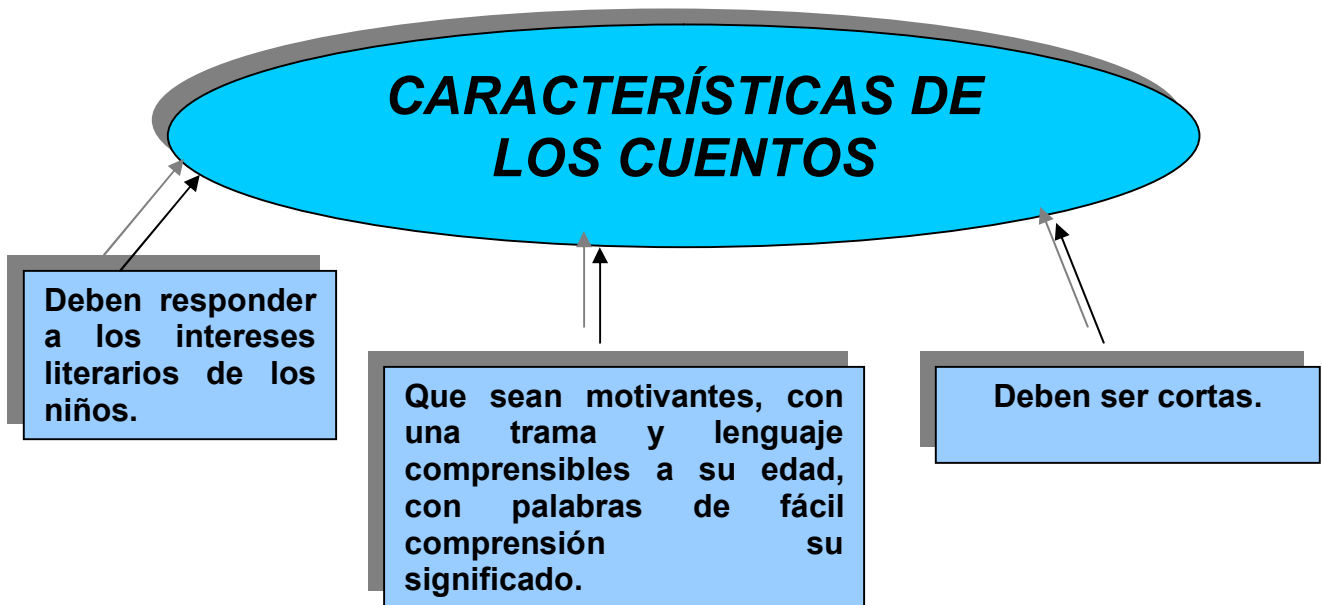 CARACTERÍSTICAS DE
LOS CUENTOS
Deben responder
a los intereses
literarios de los
niños.
Que sean motivantes, con
una trama y lenguaje
comprensibles a su edad,
con palabras de fácil
comprensión su
significado.
Deben ser cortas.